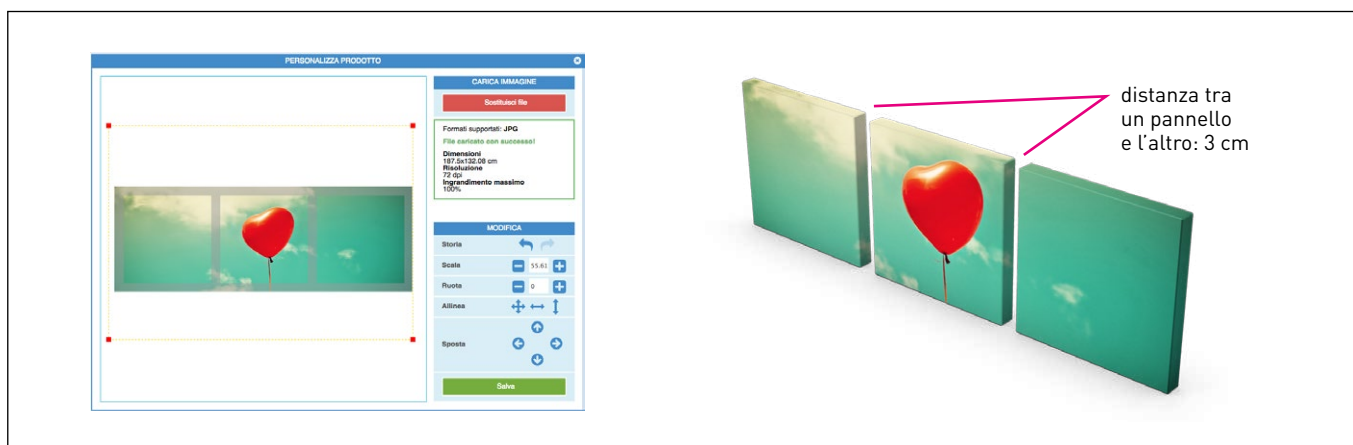 PERSONALIZZA PRODOTTO
CARICA IMMAGINE
Sostituisci file
Formati supportati: JPG
File caricato con successo!
Dimensioni
187.5x132.08 cm
Risoluzione
72 dpi
Ingrandimento massimo
100%
MODIFICA
Storia
Scala
55.61
Ruota
0
Allinea
Sposta
Salva
distanza tra
un pannello
e l’altro: 3 cm